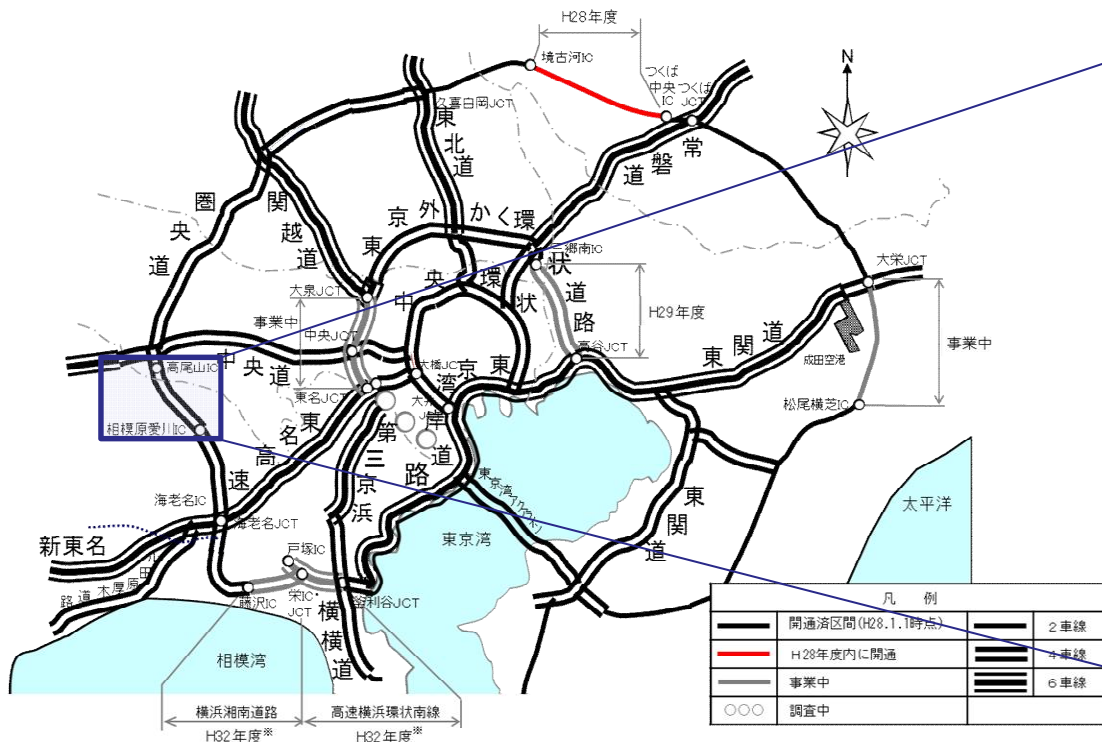 H28年度
境古河IC
つくば
中央
IC
つくば
JCT
N
久喜白岡JCT
東北道
常磐道
圏央道
関越道
東京外かく環状道路
三郷南IC
大栄JCT
大泉JCT
中央環状
事業中
H29年度
中央JCT
高谷JCT
東関道
成田空港
事業中
高尾山IC
中央道
大橋JCT
東京湾岸道路
東名JCT
松尾横芝IC
相模原愛川IC
東名高速
第三京浜
東京湾アクアライン
東関道
海老名IC
海老名JCT
太平洋
新東名
東京湾
小田原厚木道路
戸塚IC
藤沢IC
栄IC・
JCT
釜利谷JCT
横横道
相模湾
横浜湘南道路
高速横浜環状南線
H32年度※
H32年度※
凡 例
開通済区間(H28.1.1時点)
2車線
H28年度内に開通
4車線
事業中
6車線
調査中